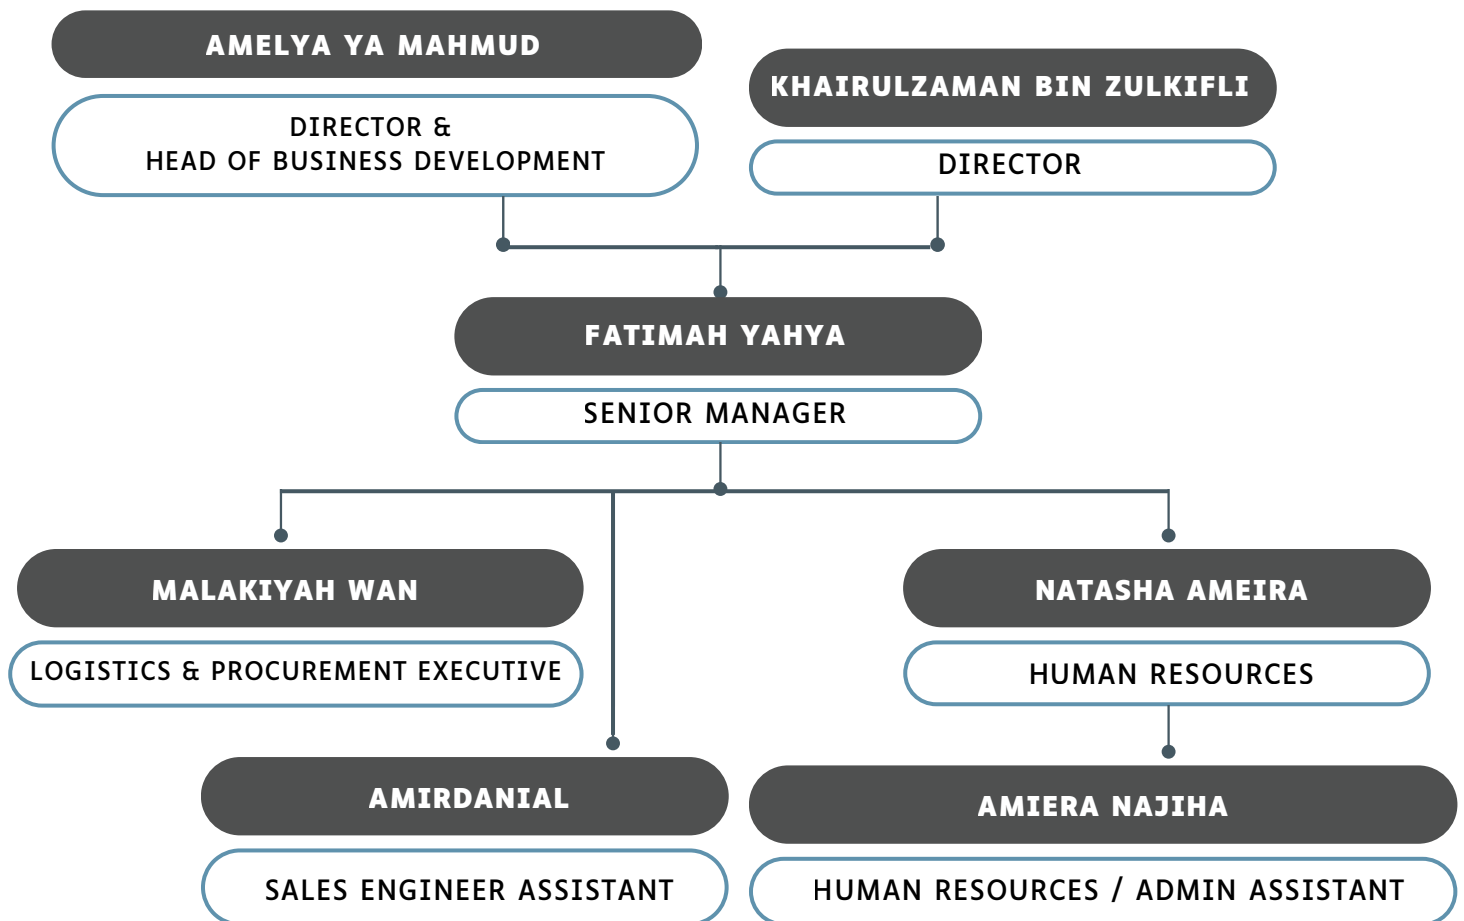 AMELYA YA MAHMUD
DIRECTOR &
HEAD OF BUSINESS DEVELOPMENT
KHAIRULZAMAN BIN ZULKIFLI
DIRECTOR
FATIMAH YAHYA
SENIOR MANAGER
MALAKIYAH WAN
LOGISTICS & PROCUREMENT EXECUTIVE
NATASHA AMEIRA
HUMAN RESOURCES
AMIRDANIAL
SALES ENGINEER ASSISTANT
AMIERA NAJIHA
HUMAN RESOURCES / ADMIN ASSISTANT